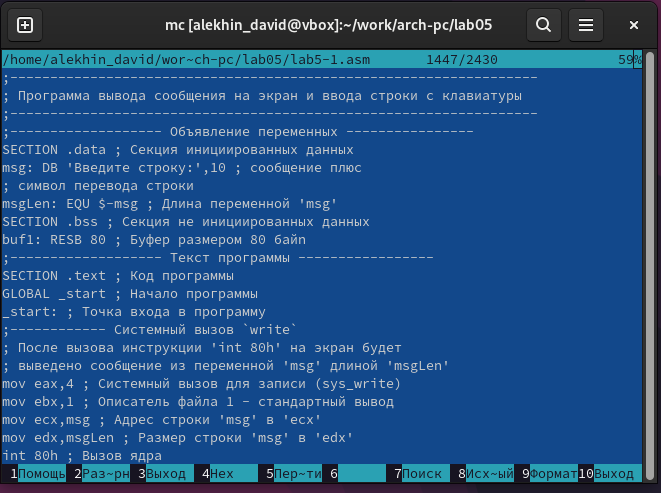 mc [alekhin_david@vbox]:~/work/arch-pc/lab05
/home/alekhin_david/wor~ch-pc/lab05/lab5-1.asm 1447/2430 59%
;------------------------------------------------------------------
; Программа вывода сообщения на экран и ввода строки с клавиатуры
;------------------------------------------------------------------
;------------------- Объявление переменных ----------------
SECTION .data ; Секция инициированных данных
msg: DB 'Введите строку:',10 ; сообщение плюс
; символ перевода строки
msgLen: EQU $-msg ; Длина переменной 'msg'
SECTION .bss ; Секция не инициированных данных
buf1: RESB 80 ; Буфер размером 80 байт
;------------------- Текст программы -----------------
SECTION .text ; Код программы
GLOBAL _start ; Начало программы
_start: ; Точка входа в программу
;------------ Системный вызов `write`
; После вызова инструкции 'int 80h' на экран будет
; выведено сообщение из переменной 'msg' длиной 'msgLen'
mov eax,4 ; Системный вызов для записи (sys_write)
mov ebx,1 ; Описатель файла 1 - стандартный вывод
mov ecx,msg ; Адрес строки 'msg' в 'ecx'
mov edx,msgLen ; Размер строки 'msg' в 'edx'
int 80h ; Вызов ядра
1Помощь 2Раз~рн 3Выход 4Hex 5Пер~ти 6 7Поиск 8Исх~ый 9Формат 10Выход